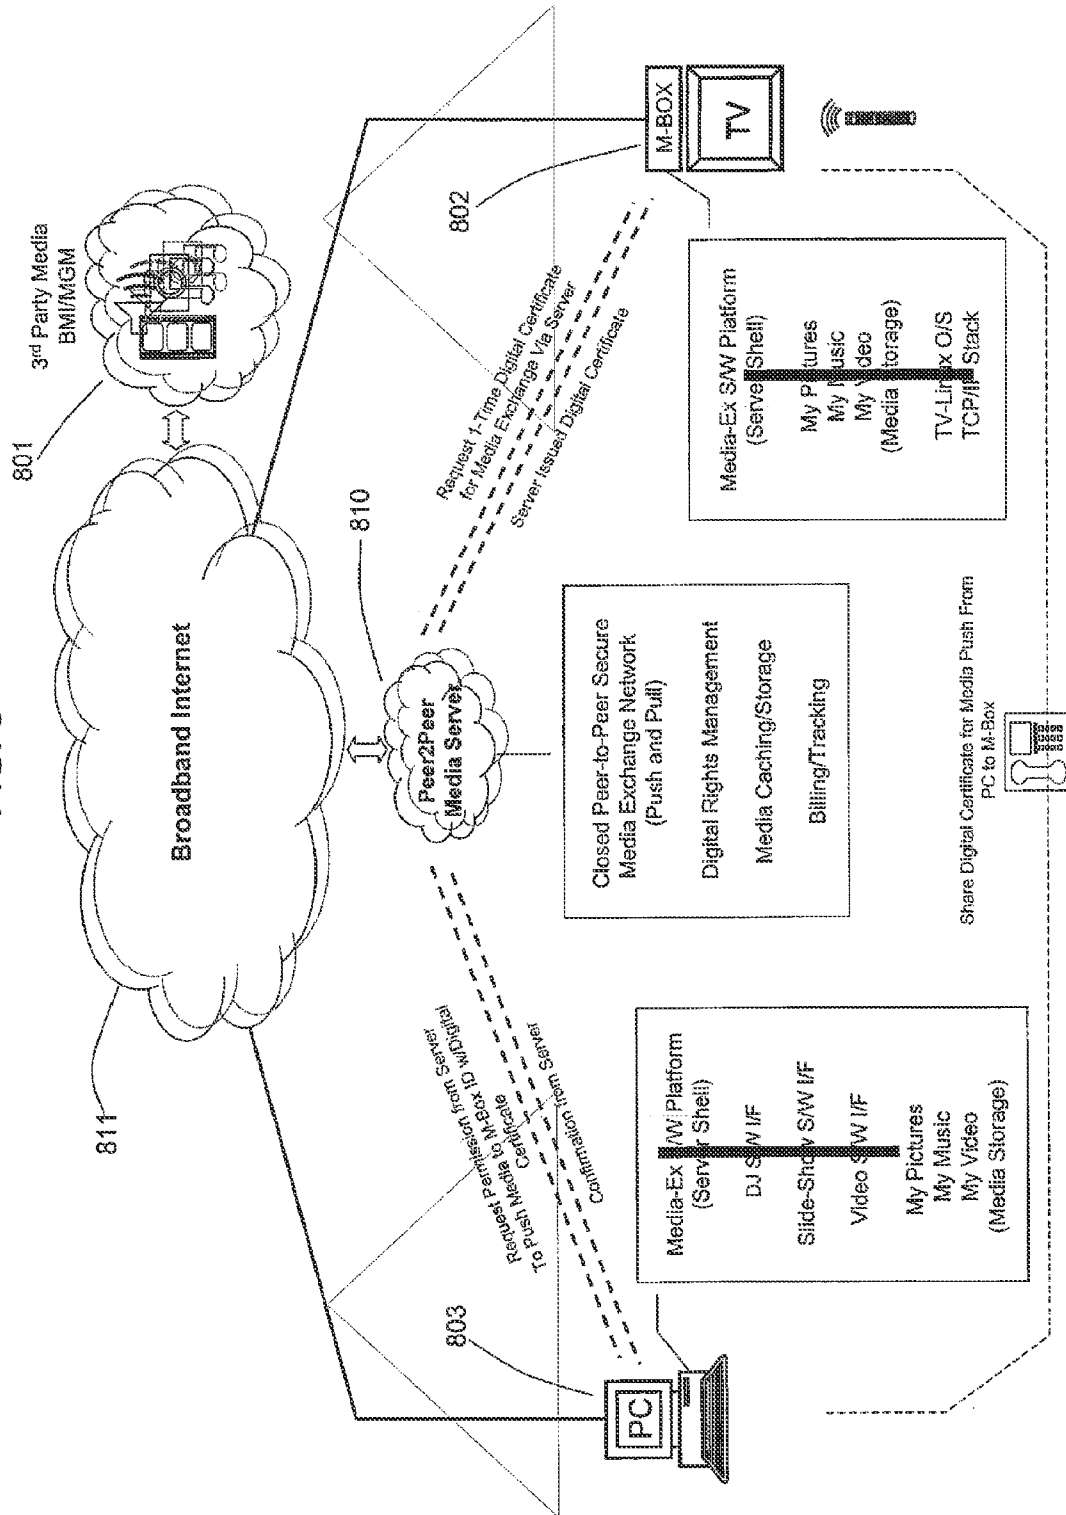 3rd Party Media
BMI/MGM
801
Broadband Internet
811
810
Peer2Peer
Media Server
Request Permission from Server
To Push Media to M-Box ID w/Digital
Certificate
Confirmation from Server
Request 1-Time Digital Certificate
for Media Exchange Via Server
Server Issued Digital Certificate
803
PC
802
M-BOX
TV
Media-Ex S/W Platform
(Server Shell)
DJ S/W I/F
Slide-Show S/W I/F
Video S/W I/F
My Pictures
My Music
My Video
(Media Storage)
Closed Peer-to-Peer Secure
Media Exchange Network
(Push and Pull)
Digital Rights Management
Media Caching/Storage
Billing/Tracking
Media-Ex S/W Platform
(Server Shell)
My Pictures
My Music
My Video
(Media Storage)
TV-Linux O/S
TCP/IP Stack
Share Digital Certificate for Media Push From
PC to M-Box